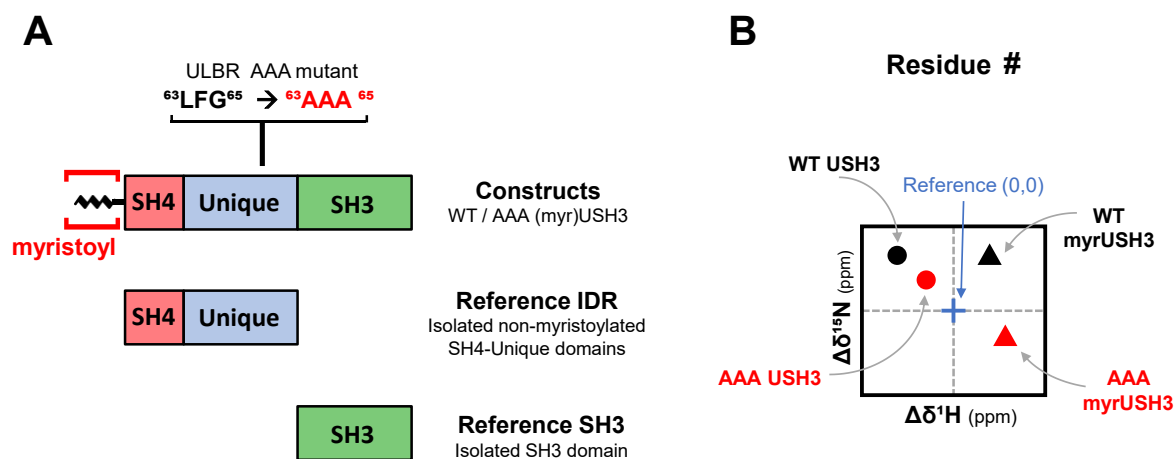 A
ULBR AAA mutant
⁶³LFG⁶⁵ → ⁶³AAA ⁶⁵
SH4 Unique SH3
myristoyl
Constructs
WT / AAA (myr)USH3
SH4 Unique
Reference IDR
Isolated non-myristoylated
SH4-Unique domains
SH3
Reference SH3
Isolated SH3 domain
B
Residue #
WT USH3
Reference (0,0)
WT
myrUSH3
Δδ¹⁵N (ppm)
AAA USH3
AAA
myrUSH3
Δδ¹H (ppm)